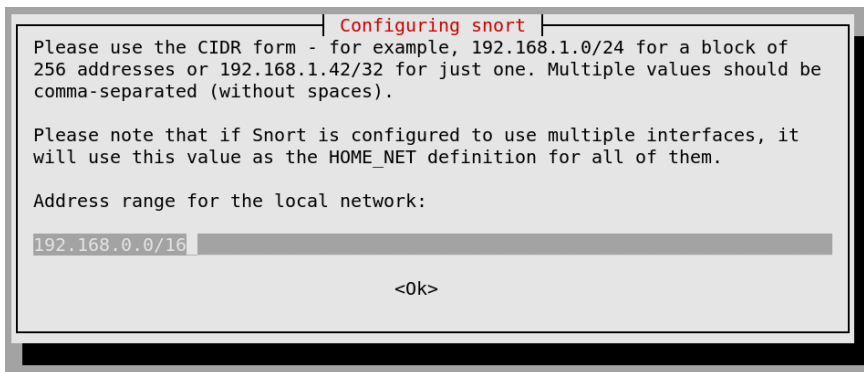 Configuring snort
Please use the CIDR form - for example, 192.168.1.0/24 for a block of
256 addresses or 192.168.1.42/32 for just one. Multiple values should be
comma-separated (without spaces).
Please note that if Snort is configured to use multiple interfaces, it
will use this value as the HOME_NET definition for all of them.
Address range for the local network:
192.168.0.0/16
<Ok>